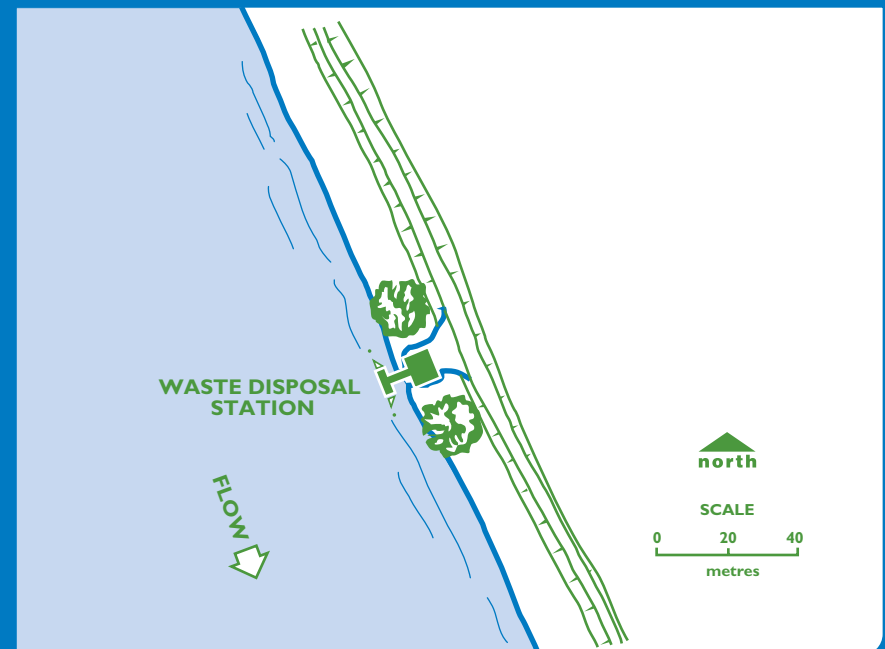 WASTE DISPOSAL
STATION
FLOW
north
SCALE
0 20 40
metres